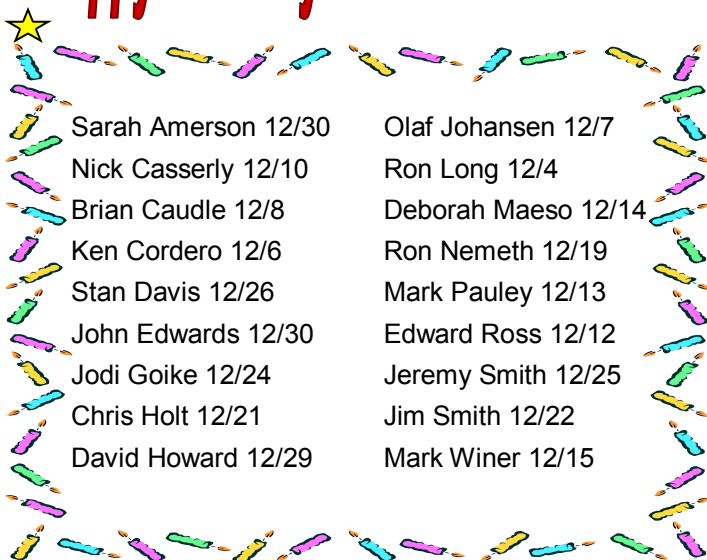 Sarah Amerson 12/30
Nick Casserly 12/10
Brian Caudle 12/8
Ken Cordero 12/6
Stan Davis 12/26
John Edwards 12/30
Jodi Goike 12/24
Chris Holt 12/21
David Howard 12/29
Olaf Johansen 12/7
Ron Long 12/4
Deborah Maeso 12/14
Ron Nemeth 12/19
Mark Pauley 12/13
Edward Ross 12/12
Jeremy Smith 12/25
Jim Smith 12/22
Mark Winer 12/15